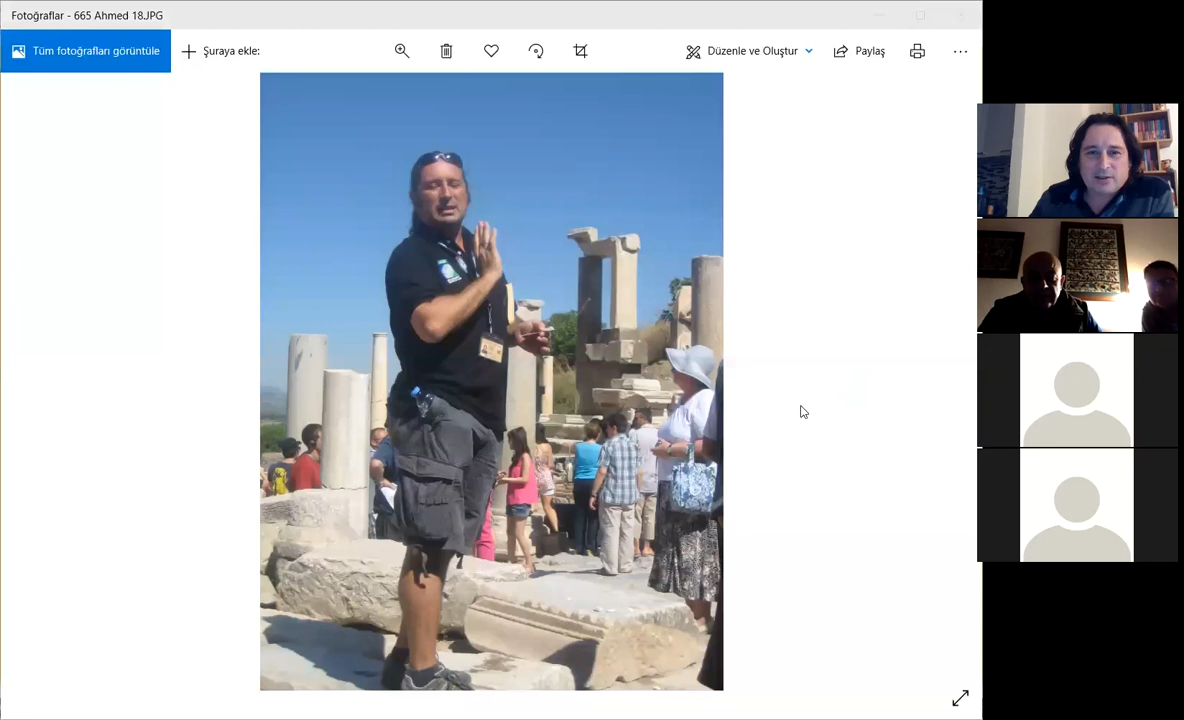 Fotoğraflar - 665 Ahmed 18.JPG
Tüm fotoğrafları görüntüle
Şuraya ekle:
Düzenle ve Oluştur
Paylaş